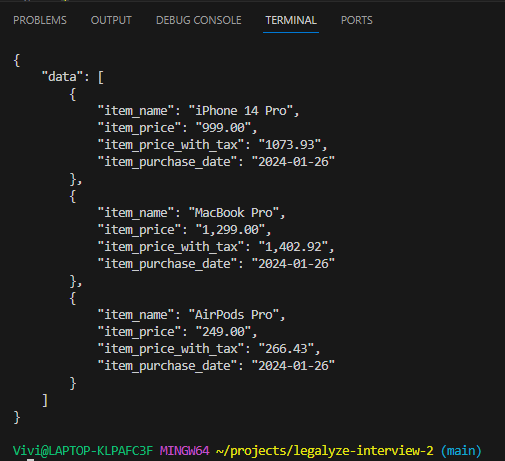 PROBLEMS OUTPUT DEBUG CONSOLE TERMINAL PORTS
{
    "data": [
        {
            "item_name": "iPhone 14 Pro",
            "item_price": "999.00",
            "item_price_with_tax": "1073.93",
            "item_purchase_date": "2024-01-26"
        },
        {
            "item_name": "MacBook Pro",
            "item_price": "1,299.00",
            "item_price_with_tax": "1,402.92",
            "item_purchase_date": "2024-01-26"
        },
        {
            "item_name": "AirPods Pro",
            "item_price": "249.00",
            "item_price_with_tax": "266.43",
            "item_purchase_date": "2024-01-26"
        }
    ]
}
Vivi@LAPTOP-KLPAFC3F MINGW64 ~/projects/legalyze-interview-2 (main)